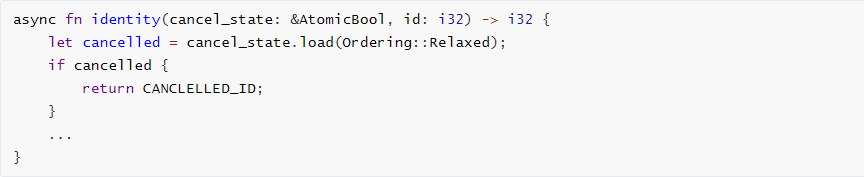 async fn identity(cancel_state: &AtomicBool, id: i32) -> i32 {
    let cancelled = cancel_state.load(Ordering::Relaxed);
    if cancelled {
        return CANCLELLED_ID;
    }
    ...
}